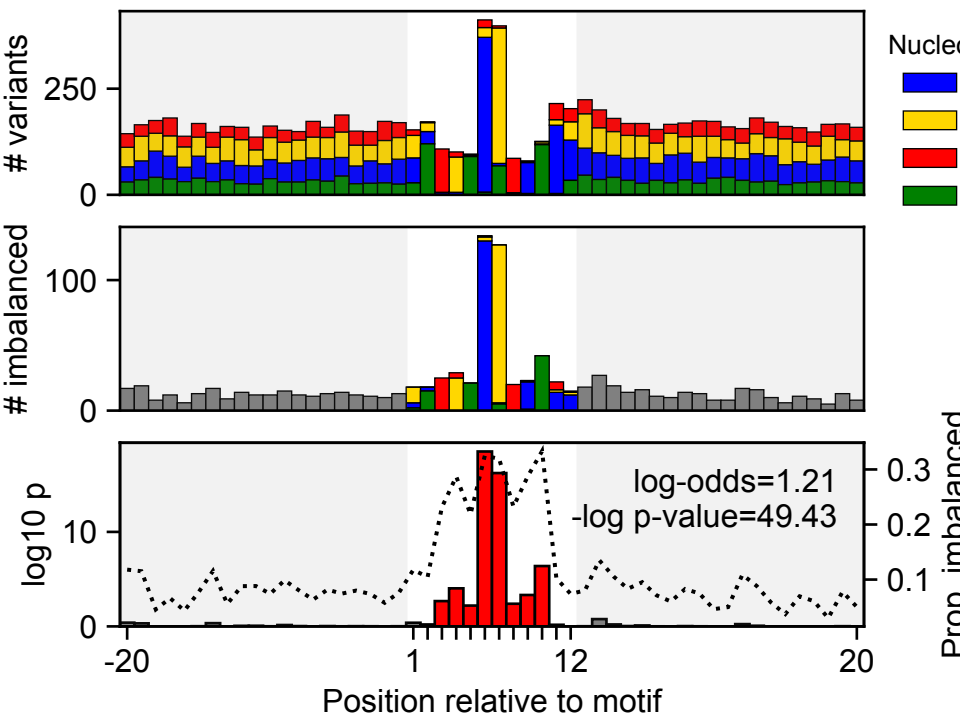 # variants
250
0
Nucleo
# imbalanced
100
0
log10 p
10
0
log-odds=1.21
-log p-value=49.43
0.3
0.2
0.1
Prop. imbalanced
-20
1
12
20
Position relative to motif